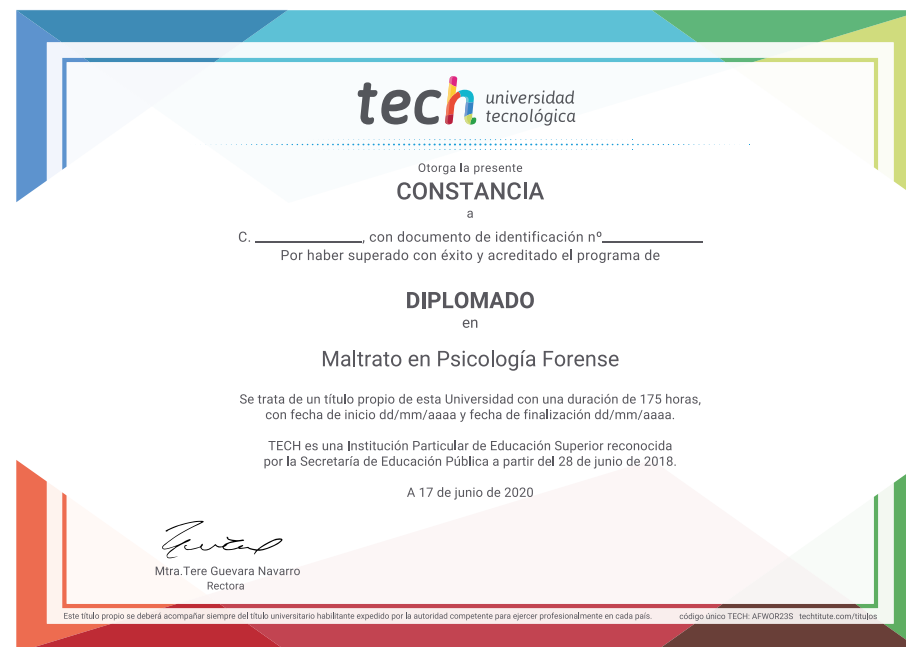 tech universidad
tecnológica
Otorga la presente
CONSTANCIA
a
C. ______________, con documento de identificación nº_____________
Por haber superado con éxito y acreditado el programa de
DIPLOMADO
en
Maltrato en Psicología Forense
Se trata de un título propio de esta Universidad con una duración de 175 horas,
con fecha de inicio dd/mm/aaaa y fecha de finalización dd/mm/aaaa.
TECH es una Institución Particular de Educación Superior reconocida
por la Secretaría de Educación Pública a partir del 28 de junio de 2018.
A 17 de junio de 2020
Mtra.Tere Guevara Navarro
Rectora
Este título propio se deberá acompañar siempre del título universitario habilitante expedido por la autoridad competente para ejercer profesionalmente en cada país. código único TECH: AFWOR23S techtitute.com/titulos